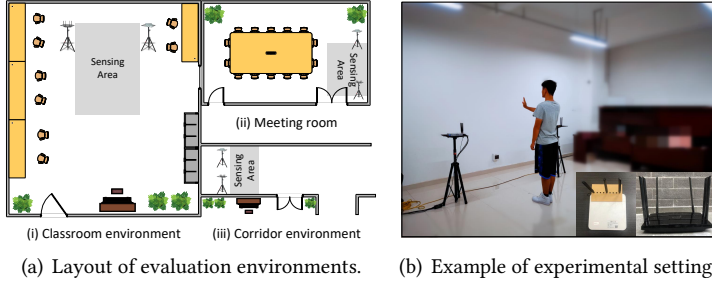 Sensing
Area
Sensing
Area
(ii) Meeting room
Sensing
Area
(i) Classroom environment
(iii) Corridor environment
(a) Layout of evaluation environments.
(b) Example of experimental setting